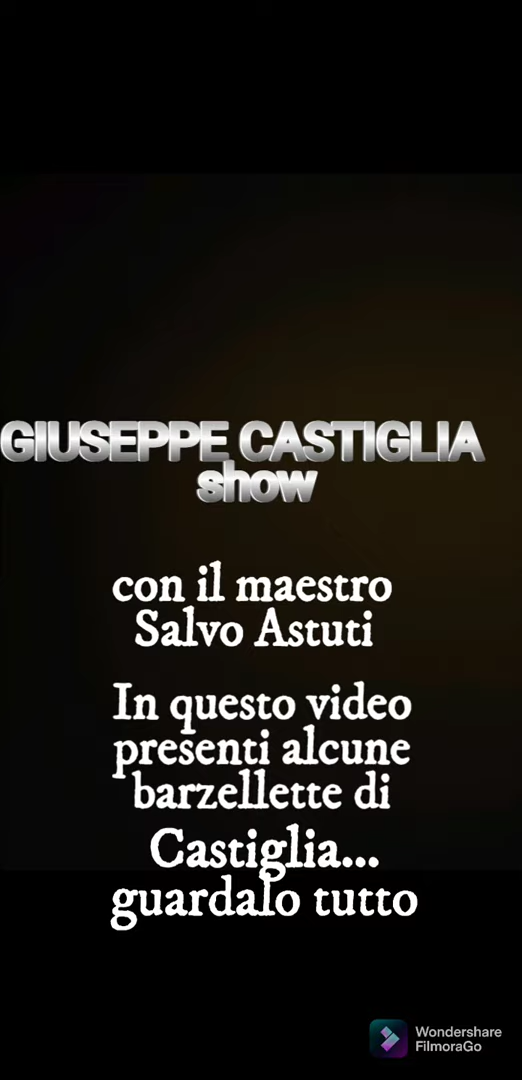 GIUSEPPE CASTIGLIA
show
con il maestro
Salvo Astuti
In questo video
presenti alcune
barzellette di
Castiglia...
guardalo tutto
Wondershare
FilmoraGo